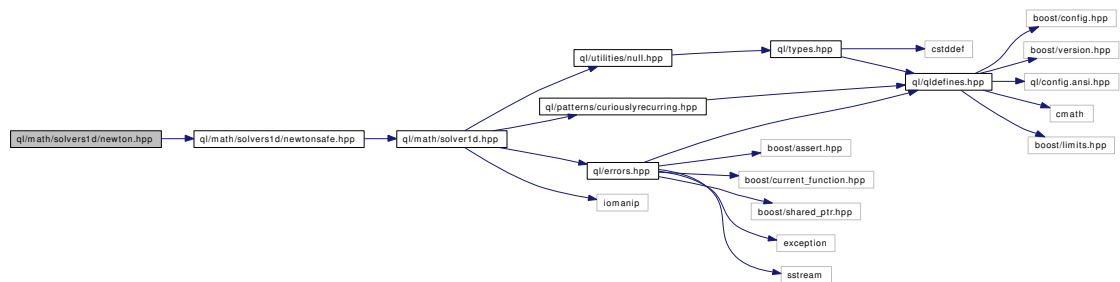 boost/config.hpp
ql/types.hpp
cstddef
boost/version.hpp
ql/utilities/null.hpp
ql/qldefines.hpp
ql/config.ansi.hpp
ql/patterns/curiouslyrecurring.hpp
cmath
ql/math/solvers1d/newton.hpp
ql/math/solvers1d/newtonsafe.hpp
ql/math/solver1d.hpp
boost/assert.hpp
boost/limits.hpp
ql/errors.hpp
boost/current_function.hpp
iomanip
boost/shared_ptr.hpp
exception
sstream